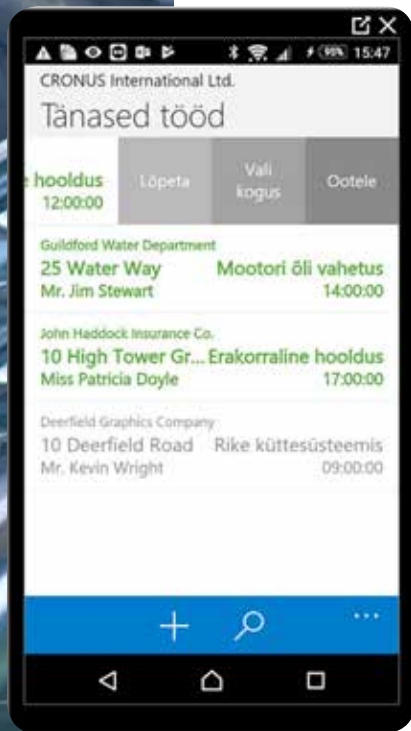 95% 15:47
CRONUS International Ltd.
Tänased tööd
hooldus
12:00:00
Lõpeta
Vali
kogus
Ootele
Guildford Water Department
25 Water Way Mootori õli vahetus
Mr. Jim Stewart 14:00:00
John Haddock Insurance Co.
10 High Tower Gr... Erakorraline hooldus
Miss Patricia Doyle 17:00:00
Deerfield Graphics Company
10 Deerfield Road Rike küttesüsteemis
Mr. Kevin Wright 09:00:00